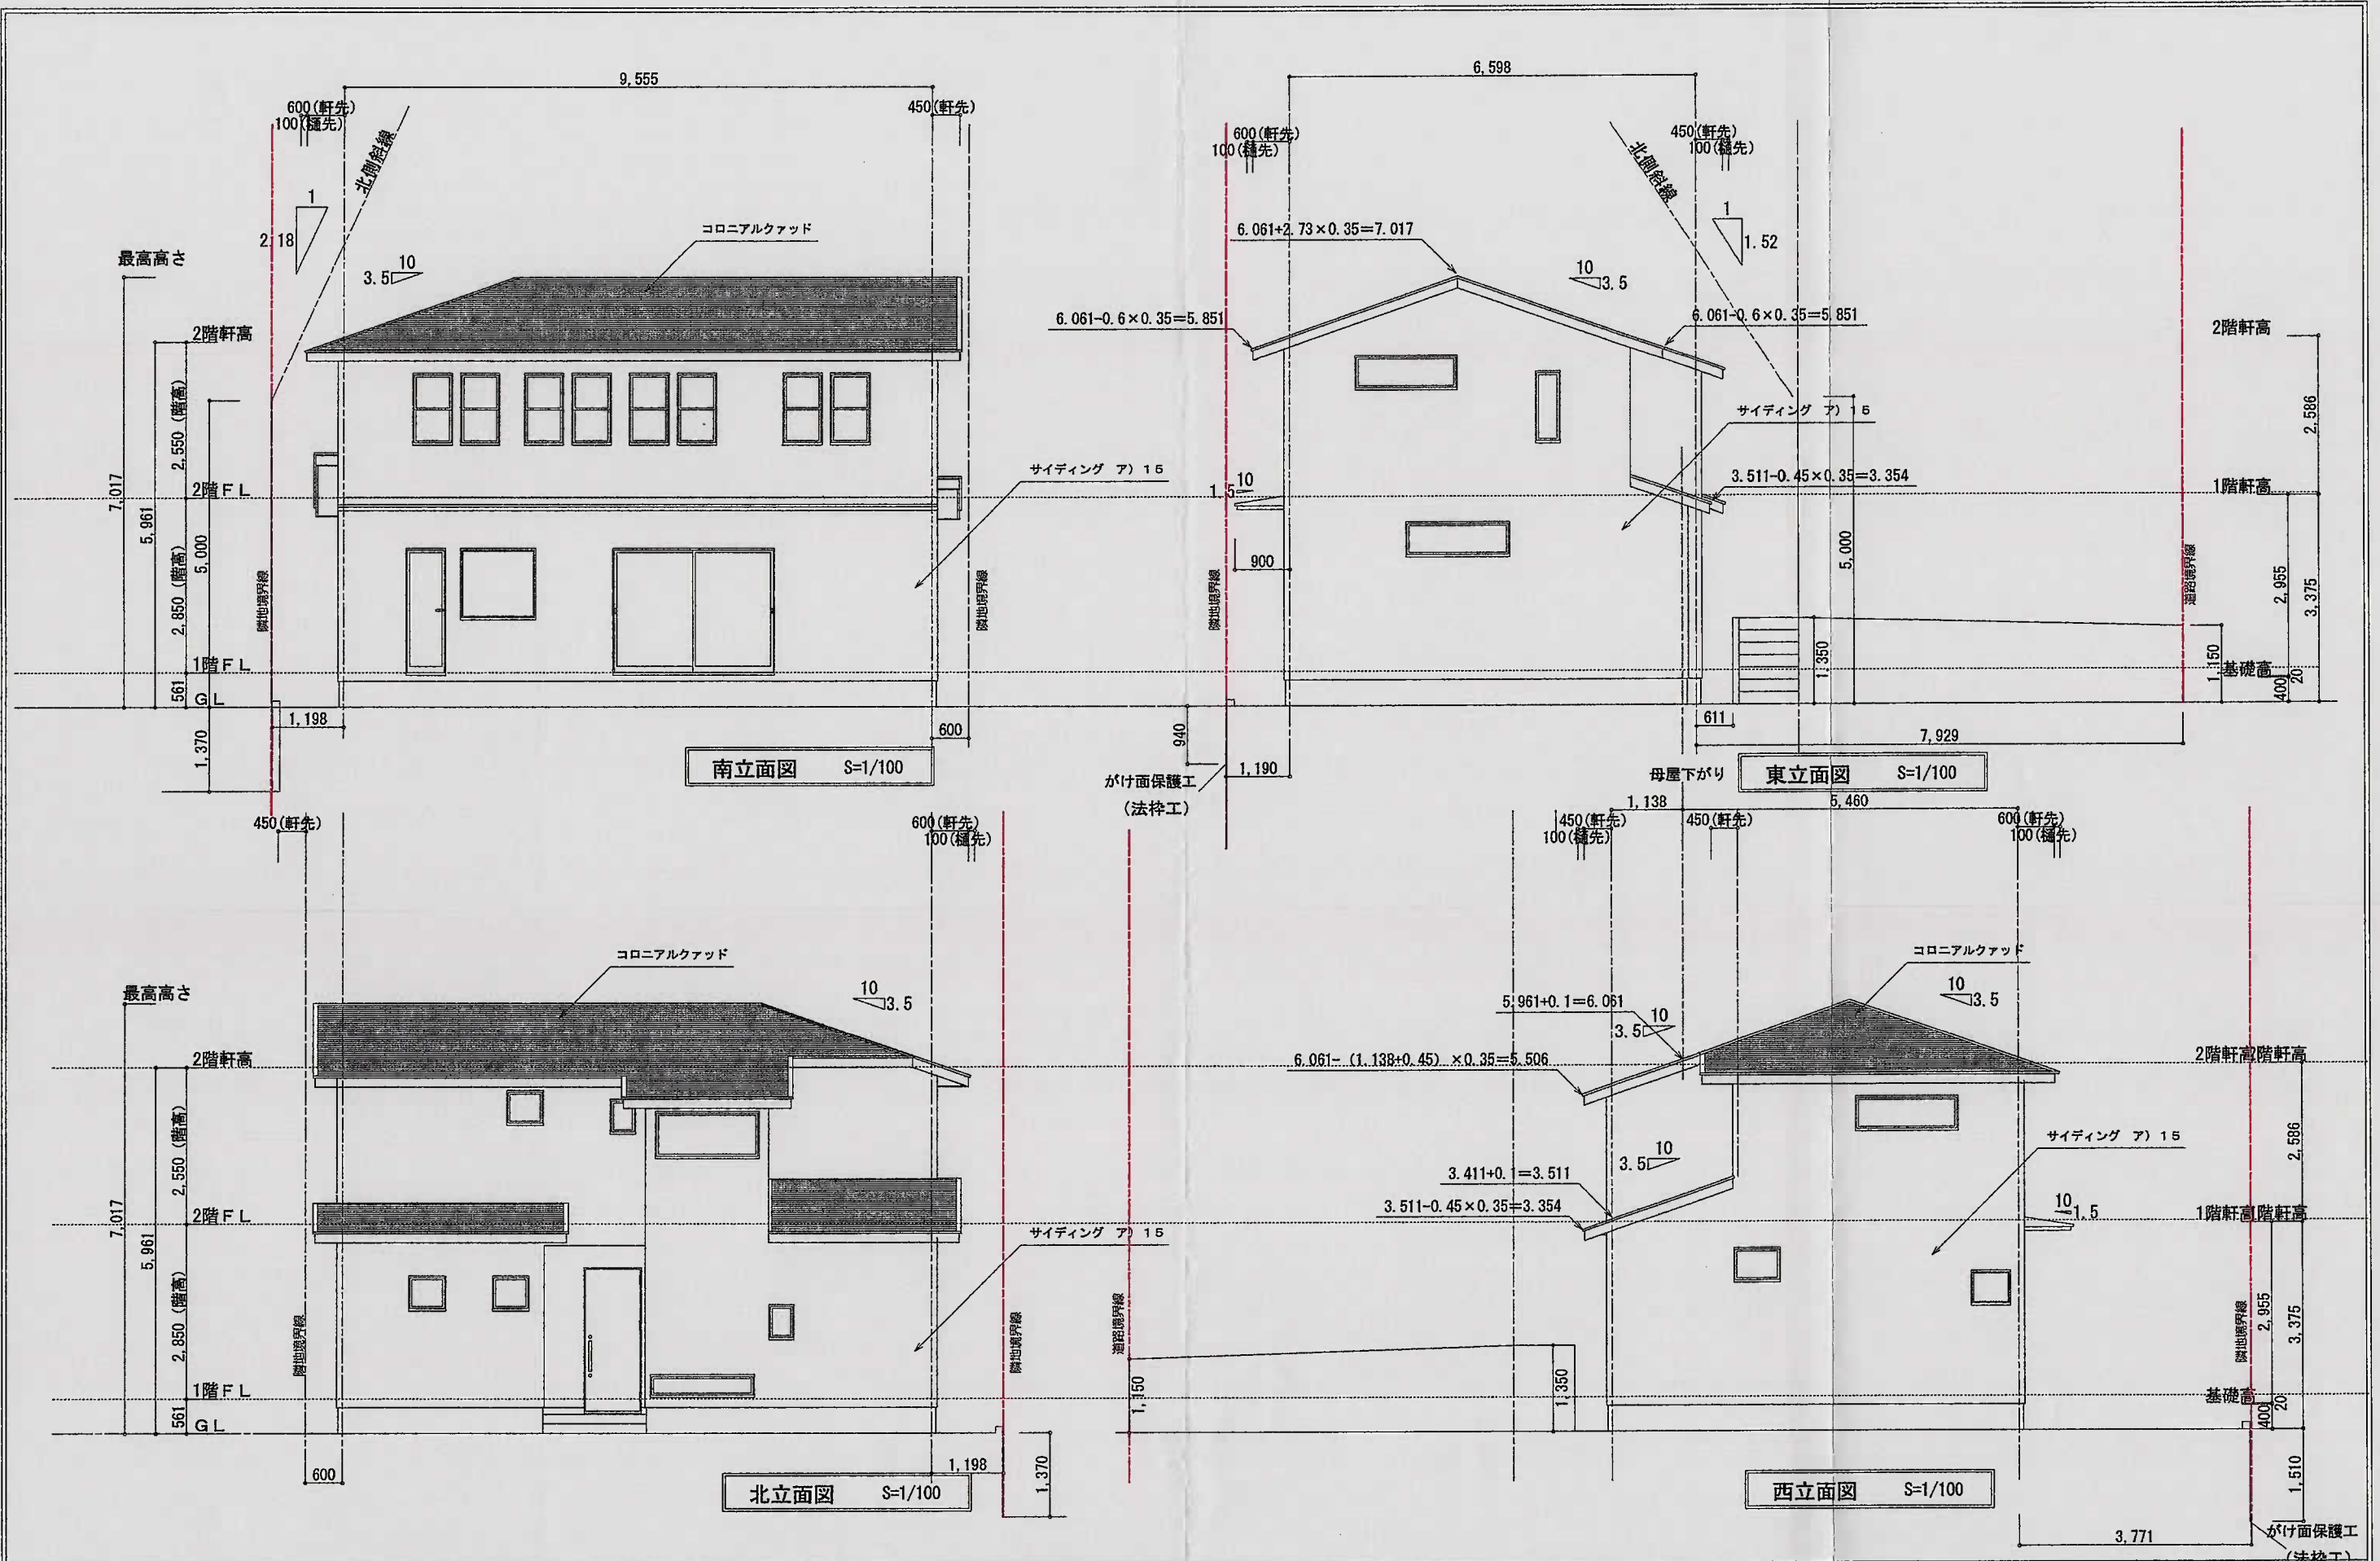 9,555
600(軒先)
100(樋先)
450(軒先)
北側斜線
1
2.18
最高高さ
10
3.5
コロニアルクァッド
2階軒高
2,550 (階高)
2階FL
7,017
5,961
5,000
2,850 (階高)
サイディング ア) 15
隣地境界線
隣地境界線
1階FL
561
GL
1,198
600
1,370
南立面図 S=1/100
6,598
600(軒先)
100(樋先)
450(軒先)
100(樋先)
北側斜線
1
1.52
6.061+2.73×0.35=7.017
10
3.5
6.061-0.6×0.35=5.851
6.061-0.6×0.35=5.851
2階軒高
2,586
サイディング ア) 15
10
1.5
3.511-0.45×0.35=3.354
1階軒高
900
5,000
隣地境界線
道路境界線
2,955
3,375
1,350
1,150
基礎高
400
20
611
940
7,929
1,190
がけ面保護工
(法枠工)
東立面図 S=1/100
450(軒先)
600(軒先)
100(樋先)
コロニアルクァッド
最高高さ
10
3.5
2階軒高
2,550 (階高)
7,017
5,961
2階FL
サイディング ア) 15
2,850 (階高)
隣地境界線
隣地境界線
1階FL
561
GL
600
1,198
1,370
北立面図 S=1/100
母屋下がり
1,138
5,460
450(軒先)
100(樋先)
450(軒先)
600(軒先)
100(樋先)
コロニアルクァッド
5.961+0.1=6.061
10
3.5
10
3.5
6.061-(1.138+0.45)×0.35=5.506
2階軒高2階軒高
2,586
サイディング ア) 15
10
3.5
3.411+0.1=3.511
3.511-0.45×0.35=3.354
10
1.5
1階軒高1階軒高
道路境界線
隣地境界線
2,955
3,375
1,150
1,350
基礎高
400
20
1,510
3,771
西立面図 S=1/100
がけ面保護工
(法枠工)